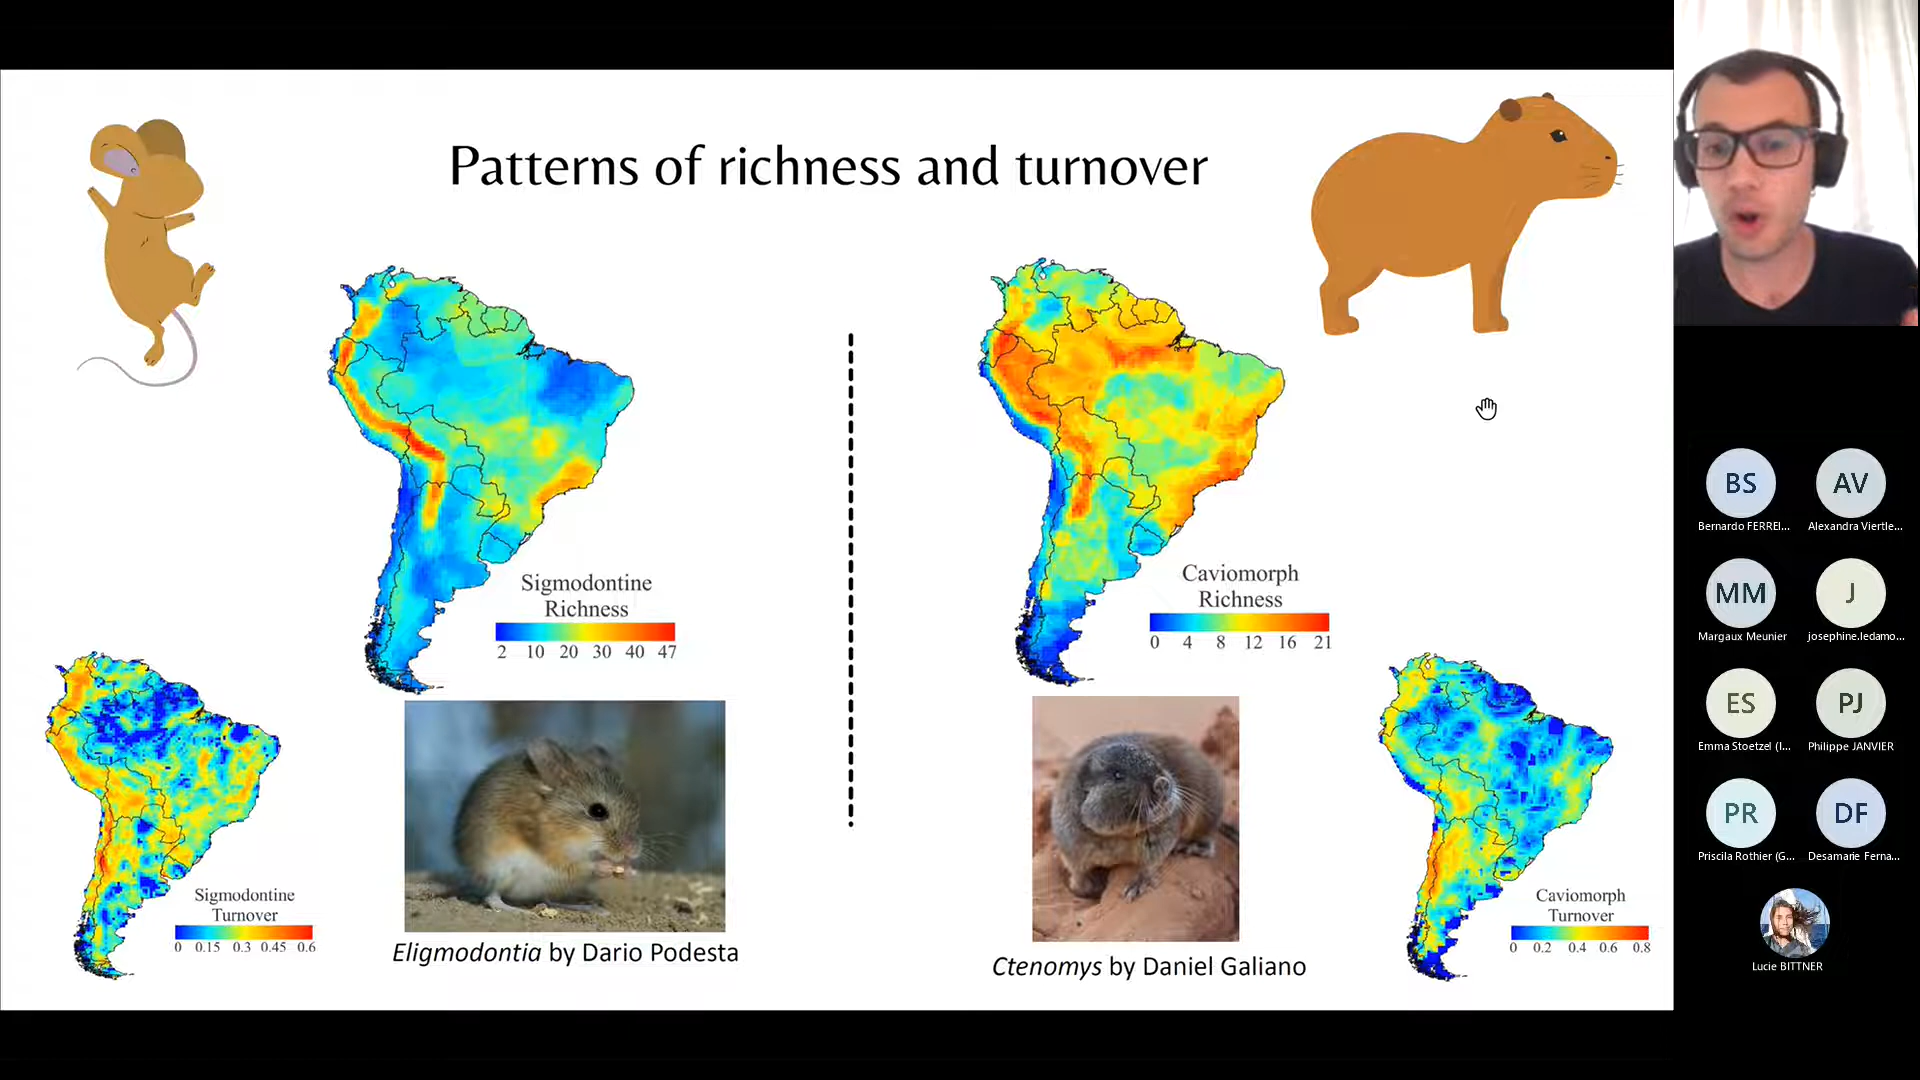 Patterns of richness and turnover
Sigmodontine
Richness
2 10 20 30 40 47
Caviomorph
Richness
0 4 8 12 16 21
Sigmodontine
Turnover
0 0.15 0.3 0.45 0.6
Eligmodontia by Dario Podesta
Ctenomys by Daniel Galiano
Caviomorph
Turnover
0 0.2 0.4 0.6 0.8
BS AV
Bernardo FERREI... Alexandra Viertle...
MM J
Margaux Meunier josephine.ledamo...
ES PJ
Emma Stoetzel (I... Philippe JANVIER
PR DF
Priscila Rothier (G... Desamarie Ferna...
Lucie BITTNER